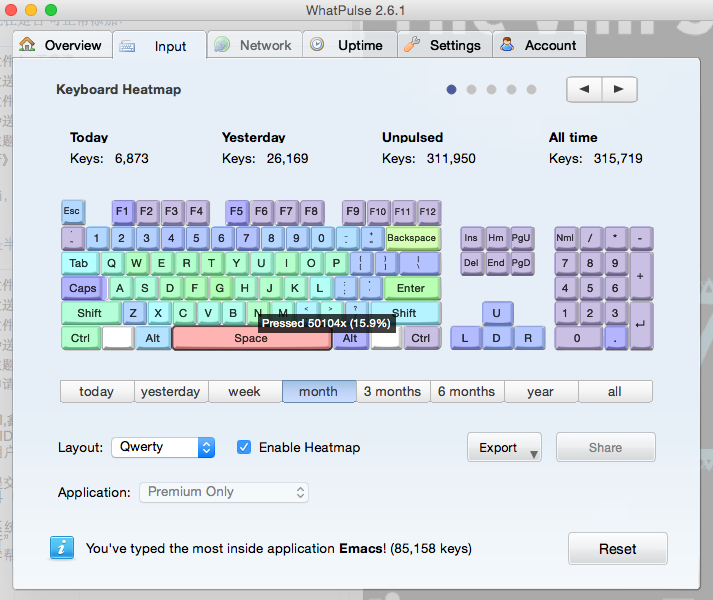 WhatPulse 2.6.1
Overview Input Network Uptime Settings Account
Keyboard Heatmap
Today Yesterday Unpulsed All time
Keys: 6,873 Keys: 26,169 Keys: 311,950 Keys: 315,719
Esc F1 F2 F3 F4 F5 F6 F7 F8 F9 F10 F11 F12
1 2 3 4 5 6 7 8 9 0 - Backspace Ins Hm PgU Nml / * -
Tab Q W E R T Y U I O P Del End PgD 7 8 9 +
Caps A S D F G H J K L Enter 4 5 6
Shift Z X C V B N M Shift U 1 2 3 ↵
Pressed 50104x (15.9%)
Ctrl Alt Space Alt Ctrl L D R 0 .
today yesterday week month 3 months 6 months year all
Layout: Qwerty Enable Heatmap Export Share
Application: Premium Only
You've typed the most inside application Emacs! (85,158 keys) Reset